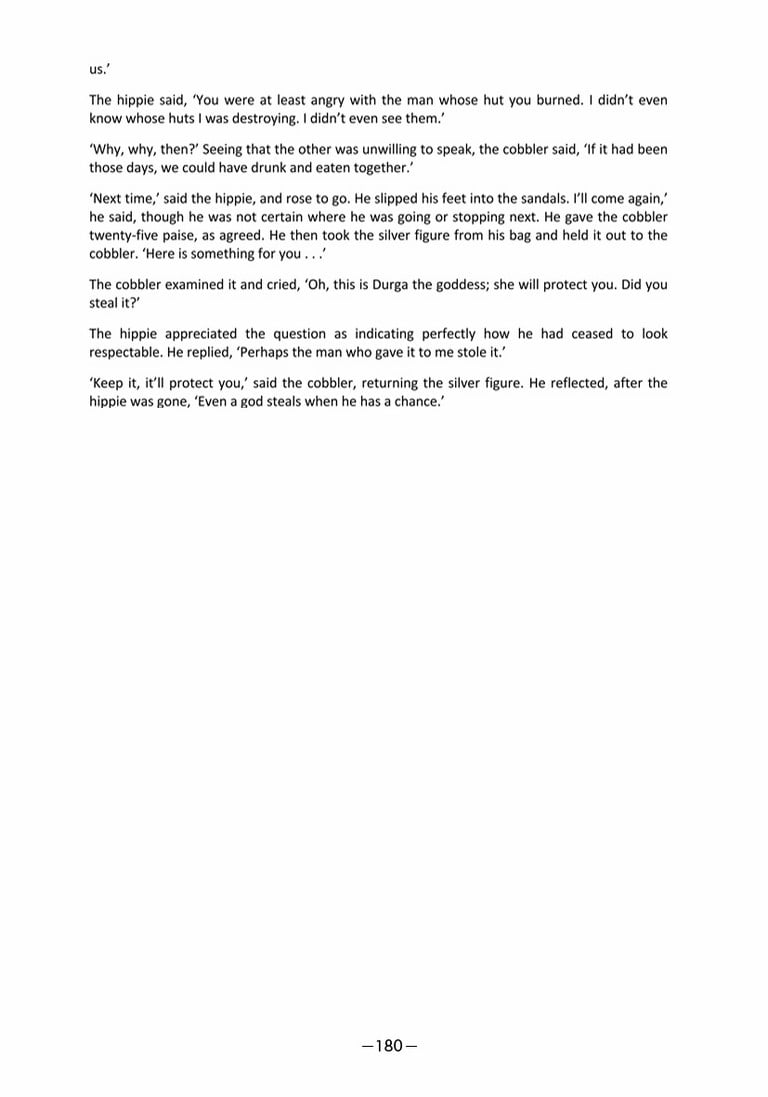 us.’
The hippie said, ‘You were at least angry with the man whose hut you burned. I didn’t even
know whose huts I was destroying. I didn’t even see them.’
‘Why, why, then?’ Seeing that the other was unwilling to speak, the cobbler said, ‘If it had been
those days, we could have drunk and eaten together.’
‘Next time,’ said the hippie, and rose to go. He slipped his feet into the sandals. I’ll come again,’
he said, though he was not certain where he was going or stopping next. He gave the cobbler
twenty-five paise, as agreed. He then took the silver figure from his bag and held it out to the
cobbler. ‘Here is something for you . . .’
The cobbler examined it and cried, ‘Oh, this is Durga the goddess; she will protect you. Did you
steal it?’
The hippie appreciated the question as indicating perfectly how he had ceased to look
respectable. He replied, ‘Perhaps the man who gave it to me stole it.’
‘Keep it, it’ll protect you,’ said the cobbler, returning the silver figure. He reflected, after the
hippie was gone, ‘Even a god steals when he has a chance.’
—180—